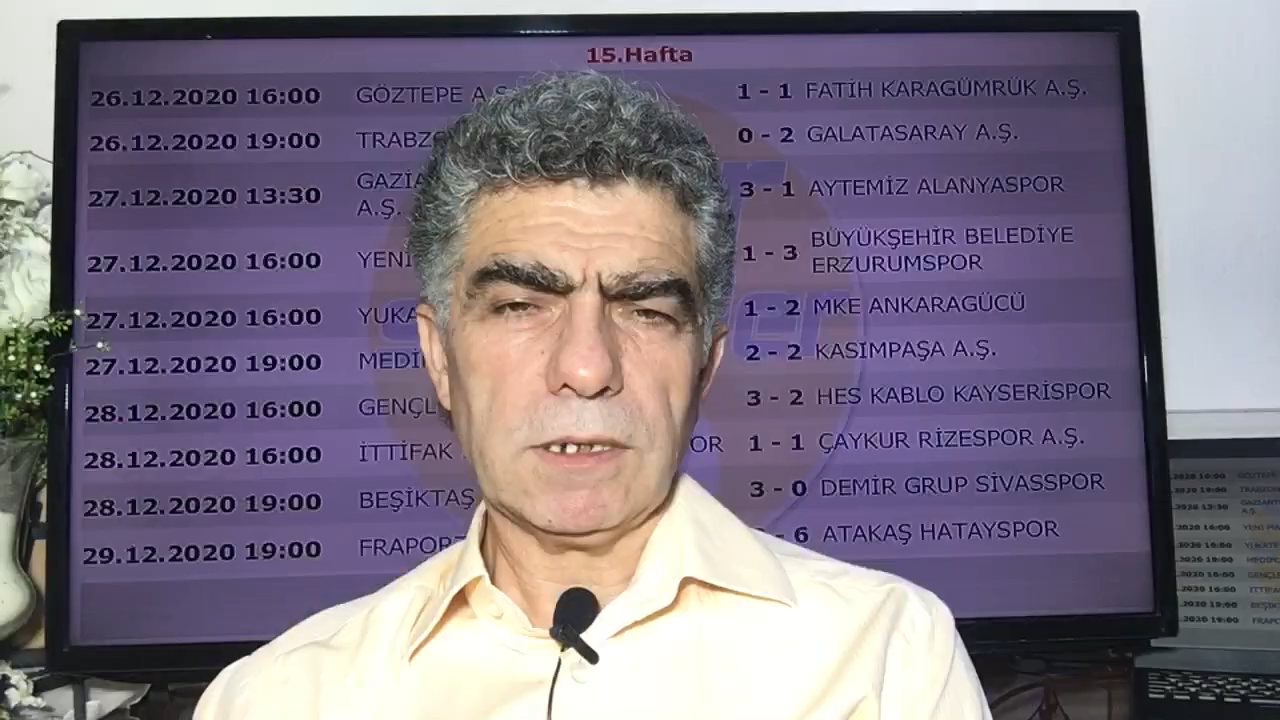 15.Hafta
26.12.2020 16:00 GÖZTEPE A.Ş. 1 - 1 FATİH KARAGÜMRÜK A.Ş.
26.12.2020 19:00 TRABZO 0 - 2 GALATASARAY A.Ş.
27.12.2020 13:30 GAZİA
A.Ş. 3 - 1 AYTEMİZ ALANYASPOR
27.12.2020 16:00 YENİ 1 - 3 BÜYÜKŞEHİR BELEDİYE
ERZURUMSPOR
27.12.2020 16:00 YUKA 1 - 2 MKE ANKARAGÜCÜ
27.12.2020 19:00 MEDİ 2 - 2 KASIMPAŞA A.Ş.
28.12.2020 16:00 GENÇL 3 - 2 HES KABLO KAYSERİSPOR
28.12.2020 16:00 İTTİFAK OR 1 - 1 ÇAYKUR RİZESPOR A.Ş.
28.12.2020 19:00 BEŞİKTAŞ 3 - 0 DEMİR GRUP SİVASSPOR
29.12.2020 19:00 FRAPOR - 6 ATAKAŞ HATAYSPOR